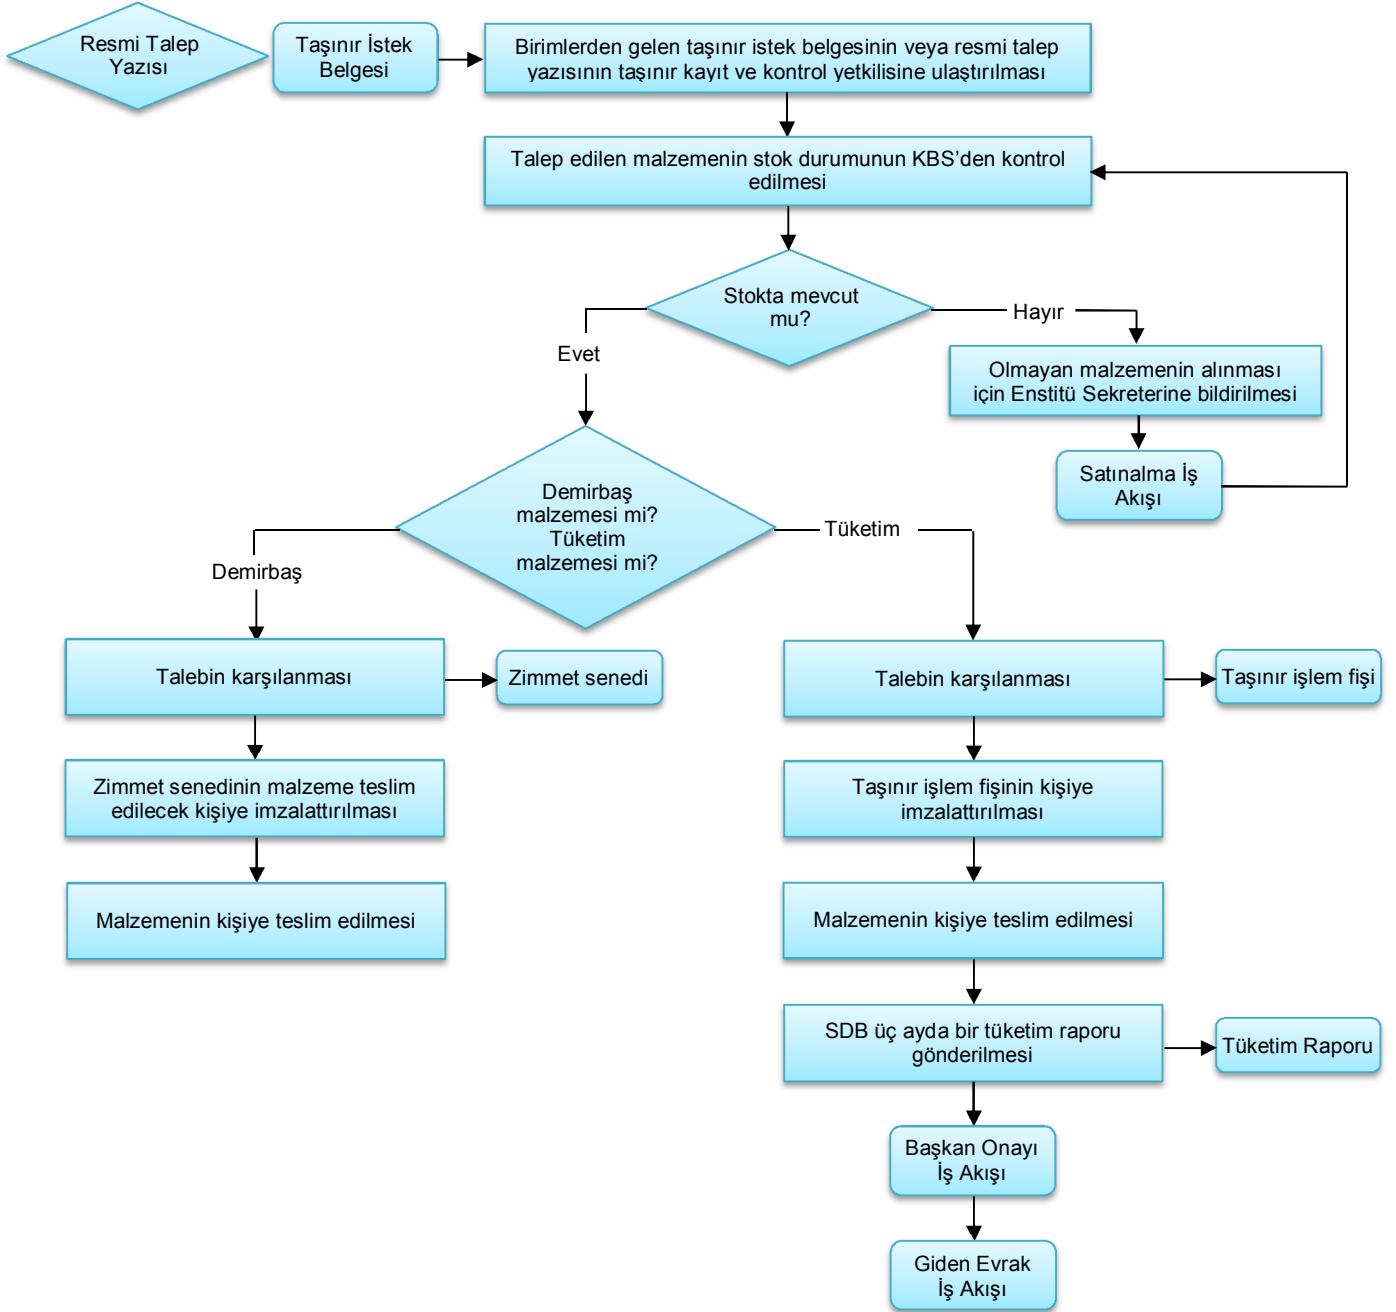 Resmi Talep
Yazısı
Taşınır İstek
Belgesi
Birimlerden gelen taşınır istek belgesinin veya resmi talep
yazısının taşınır kayıt ve kontrol yetkilisine ulaştırılması
Talep edilen malzemenin stok durumunun KBS’den kontrol
edilmesi
Stokta mevcut
mu?
Hayır
Evet
Olmayan malzemenin alınması
için Enstitü Sekreterine bildirilmesi
Satınalma İş
Akışı
Demirbaş
malzemesi mi?
Tüketim
malzemesi mi?
Demirbaş
Tüketim
Talebin karşılanması
Zimmet senedi
Zimmet senedinin malzeme teslim
edilecek kişiye imzalattırılması
Malzemenin kişiye teslim edilmesi
Talebin karşılanması
Taşınır işlem fişi
Taşınır işlem fişinin kişiye
imzalattırılması
Malzemenin kişiye teslim edilmesi
SDB üç ayda bir tüketim raporu
gönderilmesi
Tüketim Raporu
Başkan Onayı
İş Akışı
Giden Evrak
İş Akışı